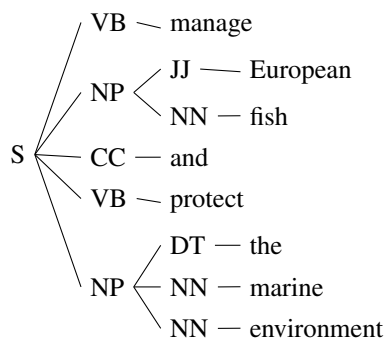 VB manage
JJ European
NP
NN fish
S CC and
VB protect
DT the
NP NN marine
NN environment